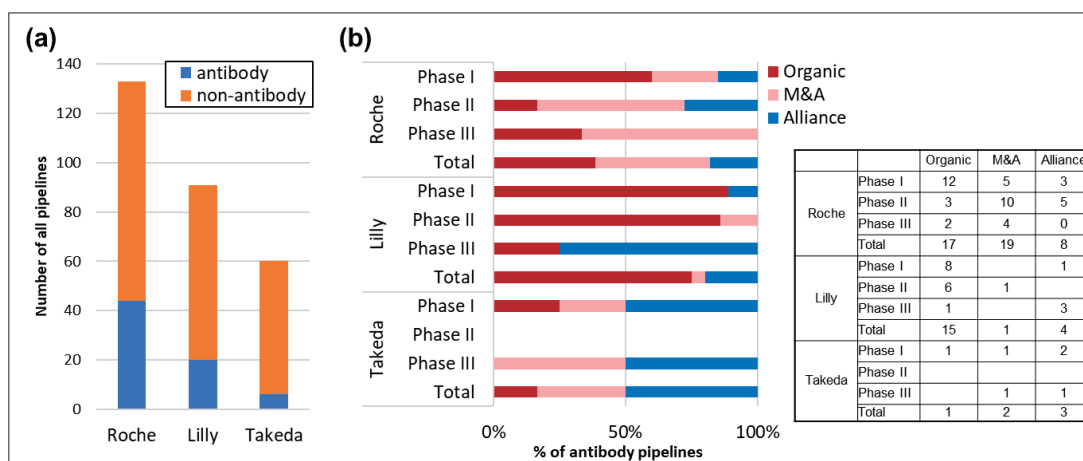 (a)
Number of all pipelines
140
120
100
80
60
40
20
0
antibody
non-antibody
Roche Lilly Takeda
(b)
Roche
Phase I
Phase II
Phase III
Total
Lilly
Phase I
Phase II
Phase III
Total
Takeda
Phase I
Phase II
Phase III
Total
0% 50% 100%
% of antibody pipelines
Organic
M&A
Alliance
Organic M&A Alliance
Roche
Phase I 12 5 3
Phase II 3 10 5
Phase III 2 4 0
Total 17 19 8
Lilly
Phase I 8 1
Phase II 6 1
Phase III 1 3
Total 15 1 4
Takeda
Phase I 1 1 2
Phase II
Phase III 1 1
Total 1 2 3